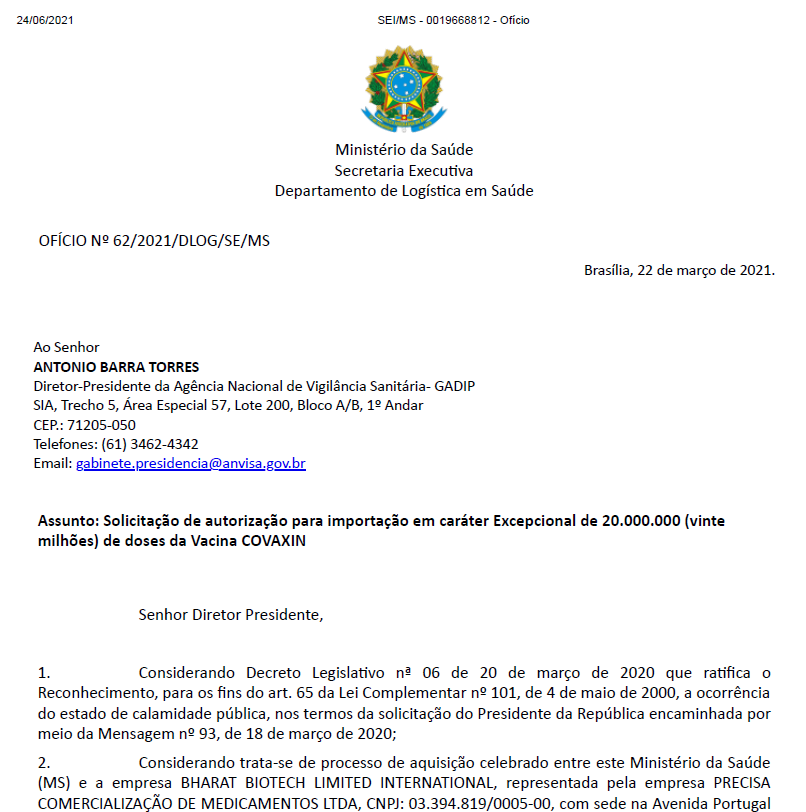 24/06/2021 SEI/MS - 0019668812 - Ofício
Ministério da Saúde
Secretaria Executiva
Departamento de Logística em Saúde
OFÍCIO Nº 62/2021/DLOG/SE/MS
Brasília, 22 de março de 2021.
Ao Senhor
ANTONIO BARRA TORRES
Diretor-Presidente da Agência Nacional de Vigilância Sanitária- GADIP
SIA, Trecho 5, Área Especial 57, Lote 200, Bloco A/B, 1º Andar
CEP.: 71205-050
Telefones: (61) 3462-4342
Email: gabinete.presidencia@anvisa.gov.br
Assunto: Solicitação de autorização para importação em caráter Excepcional de 20.000.000 (vinte
milhões) de doses da Vacina COVAXIN
Senhor Diretor Presidente,
1. Considerando Decreto Legislativo nª 06 de 20 de março de 2020 que ratifica o
Reconhecimento, para os fins do art. 65 da Lei Complementar nº 101, de 4 de maio de 2000, a ocorrência
do estado de calamidade pública, nos termos da solicitação do Presidente da República encaminhada por
meio da Mensagem nº 93, de 18 de março de 2020;
2. Considerando trata-se de processo de aquisição celebrado entre este Ministério da Saúde
(MS) e a empresa BHARAT BIOTECH LIMITED INTERNATIONAL, representada pela empresa PRECISA
COMERCIALIZAÇÃO DE MEDICAMENTOS LTDA, CNPJ: 03.394.819/0005-00, com sede na Avenida Portugal